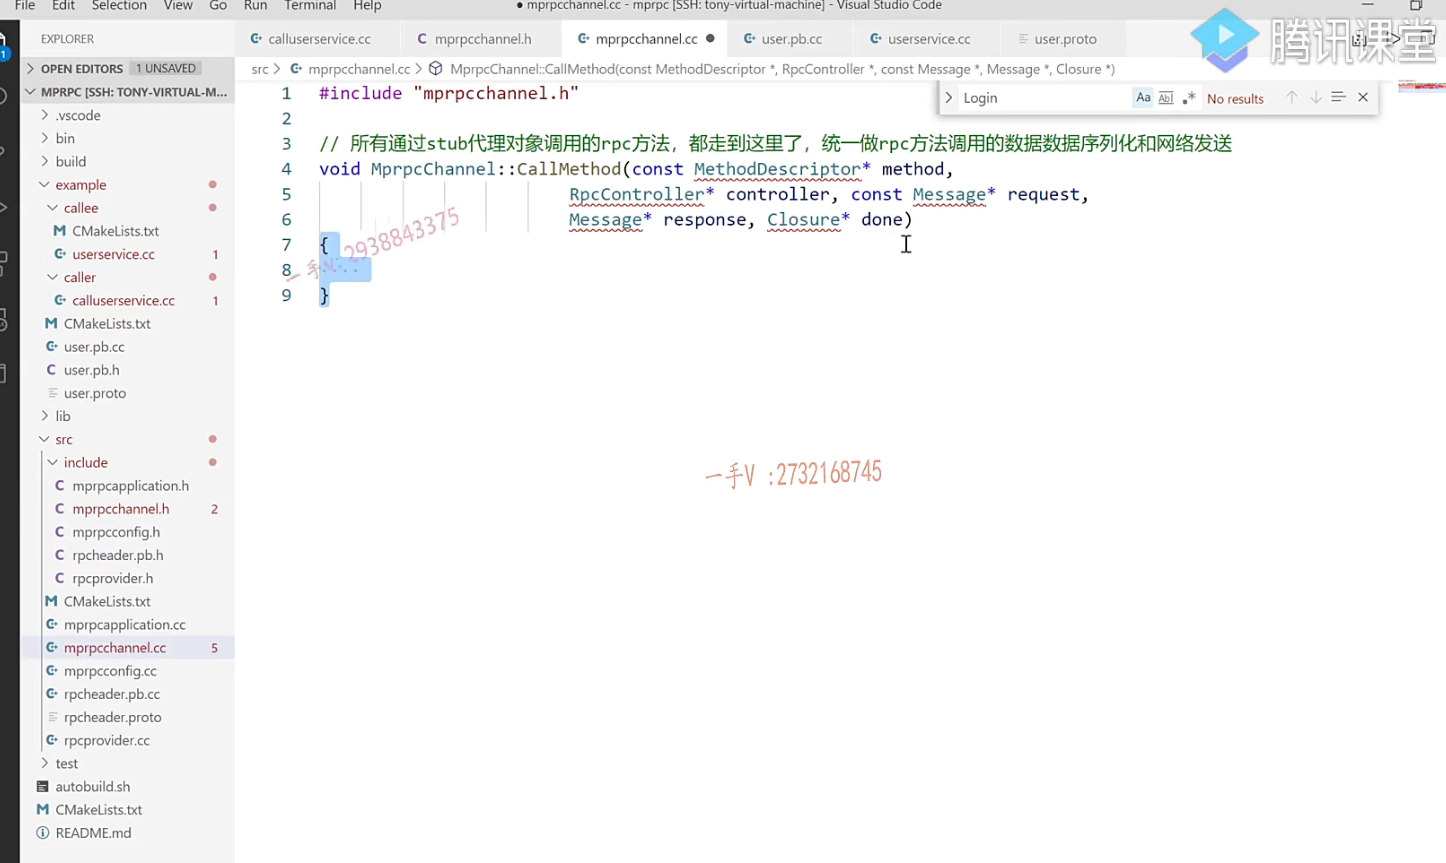 File Edit Selection View Go Run Terminal Help
● mprpcchannel.cc - mprpc [SSH: tony-virtual-machine] - Visual Studio Code
腾讯课堂
EXPLORER
calluserservice.cc
mprpcchannel.h
mprpcchannel.cc ●
user.pb.cc
userservice.cc
user.proto
OPEN EDITORS 1 UNSAVED
MPRPC [SSH: TONY-VIRTUAL-M...
.vscode
bin
build
example
callee
CMakeLists.txt
userservice.cc 1
caller
calluserservice.cc 1
CMakeLists.txt
user.pb.cc
user.pb.h
user.proto
lib
src
include
mprpcapplication.h
mprpcchannel.h 2
mprpcconfig.h
rpcheader.pb.h
rpcprovider.h
CMakeLists.txt
mprpcapplication.cc
mprpcchannel.cc 5
mprpcconfig.cc
rpcheader.pb.cc
rpcheader.proto
rpcprovider.cc
test
autobuild.sh
CMakeLists.txt
README.md
src > mprpcchannel.cc > MprpcChannel::CallMethod(const MethodDescriptor *, RpcController *, const Message *, Message *, Closure *)
Login Aa Abl .* No results
1 #include "mprpcchannel.h"
2
3 // 所有通过stub代理对象调用的rpc方法，都走到这里了，统一做rpc方法调用的数据数据序列化和网络发送
4 void MprpcChannel::CallMethod(const MethodDescriptor* method,
5 RpcController* controller, const Message* request,
6 Message* response, Closure* done)
7 {
8
9 }
一手V: 2938843375
一手V :2732168745